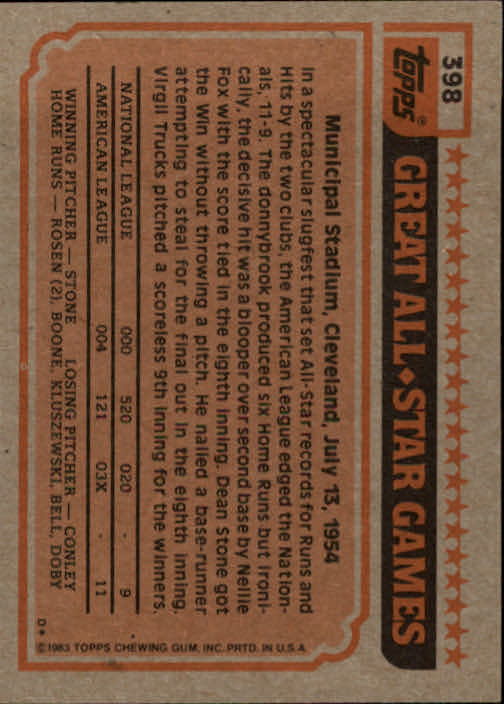 398
topps®
GREAT ALL◆STAR GAMES
Municipal Stadium, Cleveland, July 13, 1954
In a spectacular slugfest that set All-Star records for Runs and
Hits by the two clubs, the American League edged the Nation-
als, 11-9. The donnybrook produced six Home Runs but ironi-
cally, the decisive hit was a blooper over second base by Nellie
Fox with the score tied in the eighth inning. Dean Stone got
the Win without throwing a pitch. He nailed a base-runner
attempting to steal for the final out in the eighth inning.
Virgil Trucks pitched a scoreless 9th inning for the winners.
NATIONAL LEAGUE 000 520 020 - 9
AMERICAN LEAGUE 004 121 03X - 11
WINNING PITCHER — STONE LOSING PITCHER — CONLEY
HOME RUNS — ROSEN (2), BOONE, KLUSZEWSKI, BELL, DOBY
D* ©1983 TOPPS CHEWING GUM, INC. PRTD. IN U.S.A.